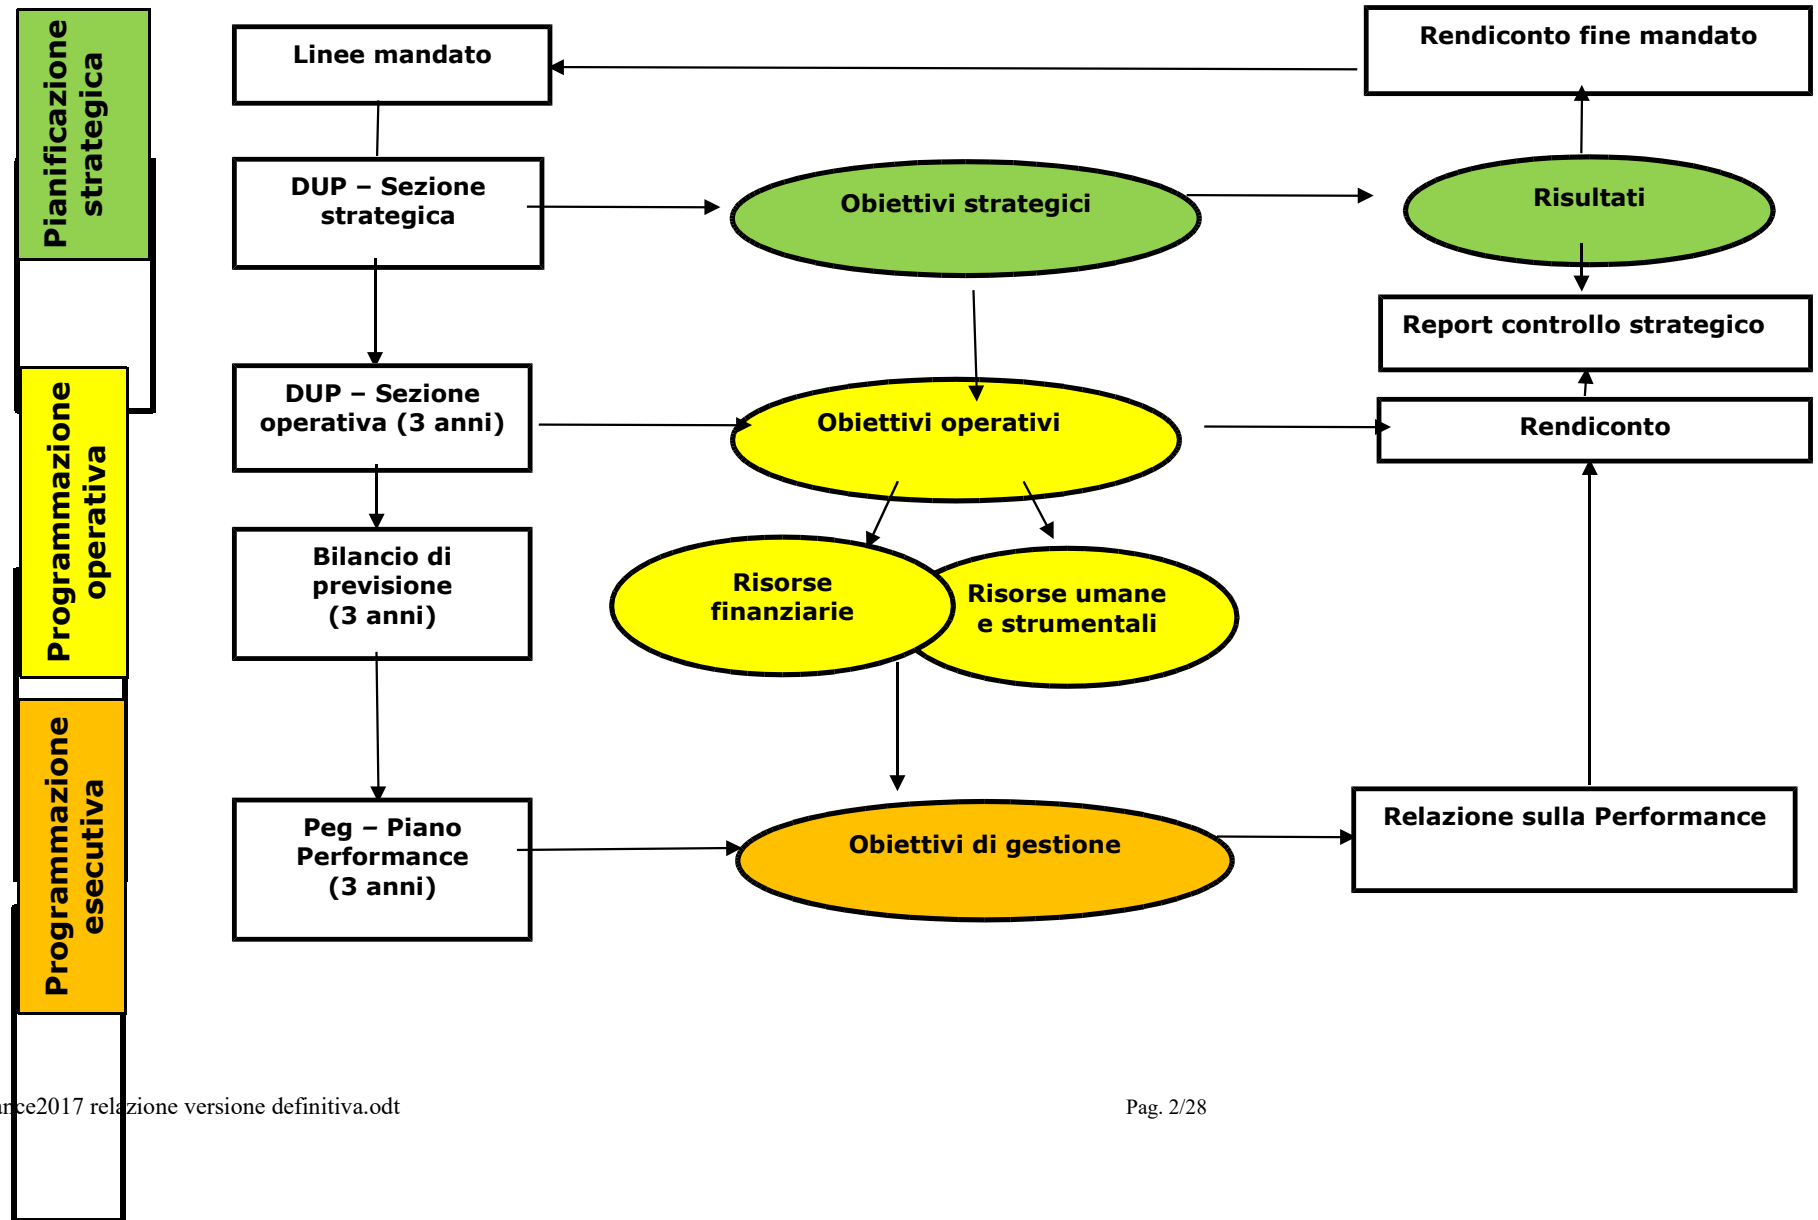 Pianificazione
strategica
Linee mandato
Rendiconto fine mandato
DUP – Sezione
strategica
Obiettivi strategici
Risultati
Report controllo strategico
Programmazione
operativa
DUP – Sezione
operativa (3 anni)
Obiettivi operativi
Rendiconto
Bilancio di
previsione
(3 anni)
Risorse
finanziarie
Risorse umane
e strumentali
Programmazione
esecutiva
Peg – Piano
Performance
(3 anni)
Obiettivi di gestione
Relazione sulla Performance
ance2017 relazione versione definitiva.odt
Pag. 2/28